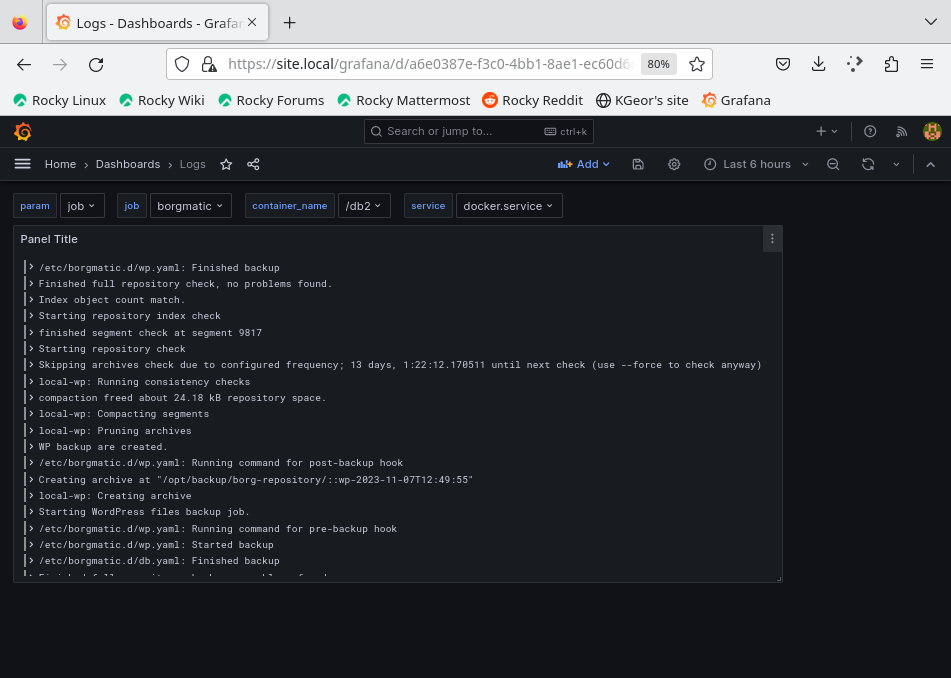 Logs - Dashboards - Grafan
https://site.local/grafana/d/a6e0387e-f3c0-4bb1-8ae1-ec60d6
80%
Rocky Linux Rocky Wiki Rocky Forums Rocky Mattermost Rocky Reddit KGeor's site Grafana
Search or jump to... ctrl+k
Home Dashboards Logs Add Last 6 hours
param job job borgmatic container_name /db2 service docker.service
Panel Title
/etc/borgmatic.d/wp.yaml: Finished backup
Finished full repository check, no problems found.
Index object count match.
Starting repository index check
finished segment check at segment 9817
Starting repository check
Skipping archives check due to configured frequency; 13 days, 1:22:12.170511 until next check (use --force to check anyway)
local-wp: Running consistency checks
compaction freed about 24.18 kB repository space.
local-wp: Compacting segments
local-wp: Pruning archives
WP backup are created.
/etc/borgmatic.d/wp.yaml: Running command for post-backup hook
Creating archive at "/opt/backup/borg-repository/::wp-2023-11-07T12:49:55"
local-wp: Creating archive
Starting WordPress files backup job.
/etc/borgmatic.d/wp.yaml: Running command for pre-backup hook
/etc/borgmatic.d/wp.yaml: Started backup
/etc/borgmatic.d/db.yaml: Finished backup